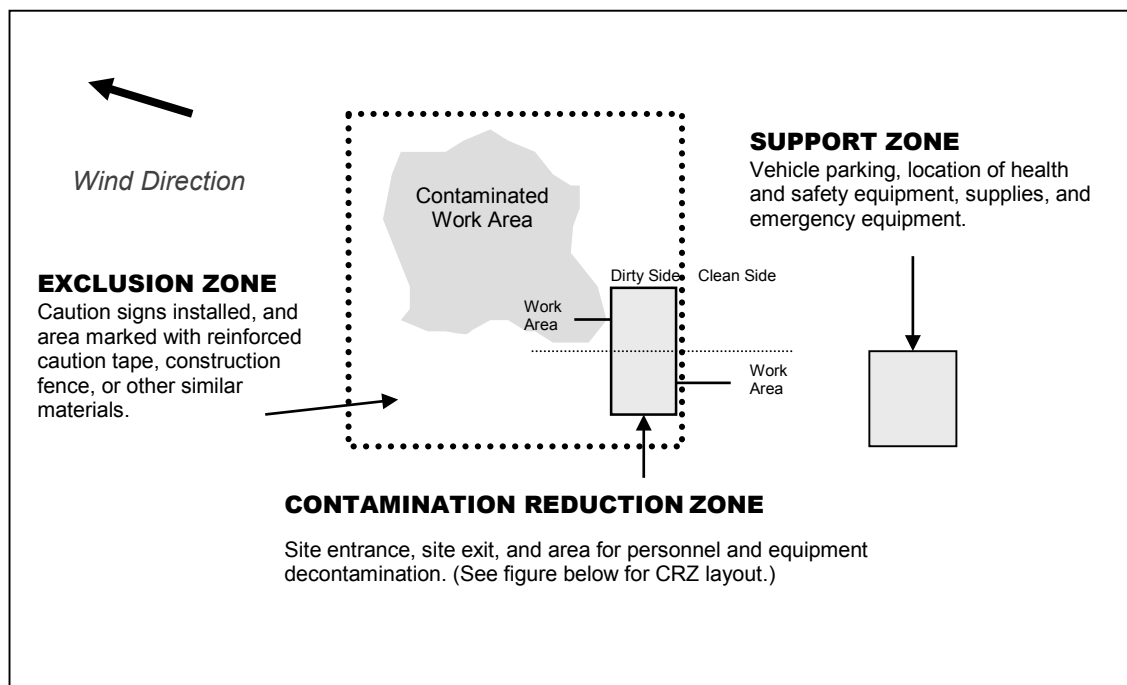 Wind Direction
EXCLUSION ZONE
Caution signs installed, and
area marked with reinforced
caution tape, construction
fence, or other similar
materials.
Contaminated
Work Area
Dirty Side
Clean Side
Work
Area
Work
Area
SUPPORT ZONE
Vehicle parking, location of health
and safety equipment, supplies, and
emergency equipment.
CONTAMINATION REDUCTION ZONE
Site entrance, site exit, and area for personnel and equipment
decontamination. (See figure below for CRZ layout.)